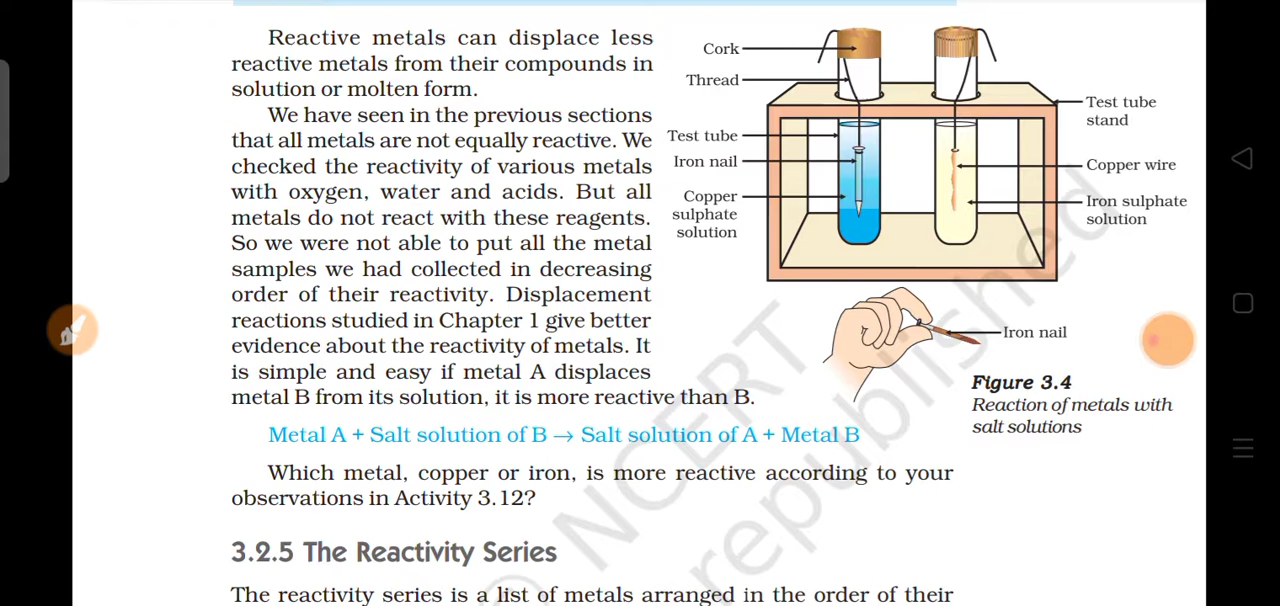 Reactive metals can displace less
reactive metals from their compounds in
solution or molten form.
We have seen in the previous sections
that all metals are not equally reactive. We
checked the reactivity of various metals
with oxygen, water and acids. But all
metals do not react with these reagents.
So we were not able to put all the metal
samples we had collected in decreasing
order of their reactivity. Displacement
reactions studied in Chapter 1 give better
evidence about the reactivity of metals. It
is simple and easy if metal A displaces
metal B from its solution, it is more reactive than B.
Metal A + Salt solution of B → Salt solution of A + Metal B
Which metal, copper or iron, is more reactive according to your
observations in Activity 3.12?
3.2.5 The Reactivity Series
The reactivity series is a list of metals arranged in the order of their
Cork
Thread
Test tube
Iron nail
Copper
sulphate
solution
Test tube
stand
Copper wire
Iron sulphate
solution
Iron nail
Figure 3.4
Reaction of metals with
salt solutions
© NCERT
republished